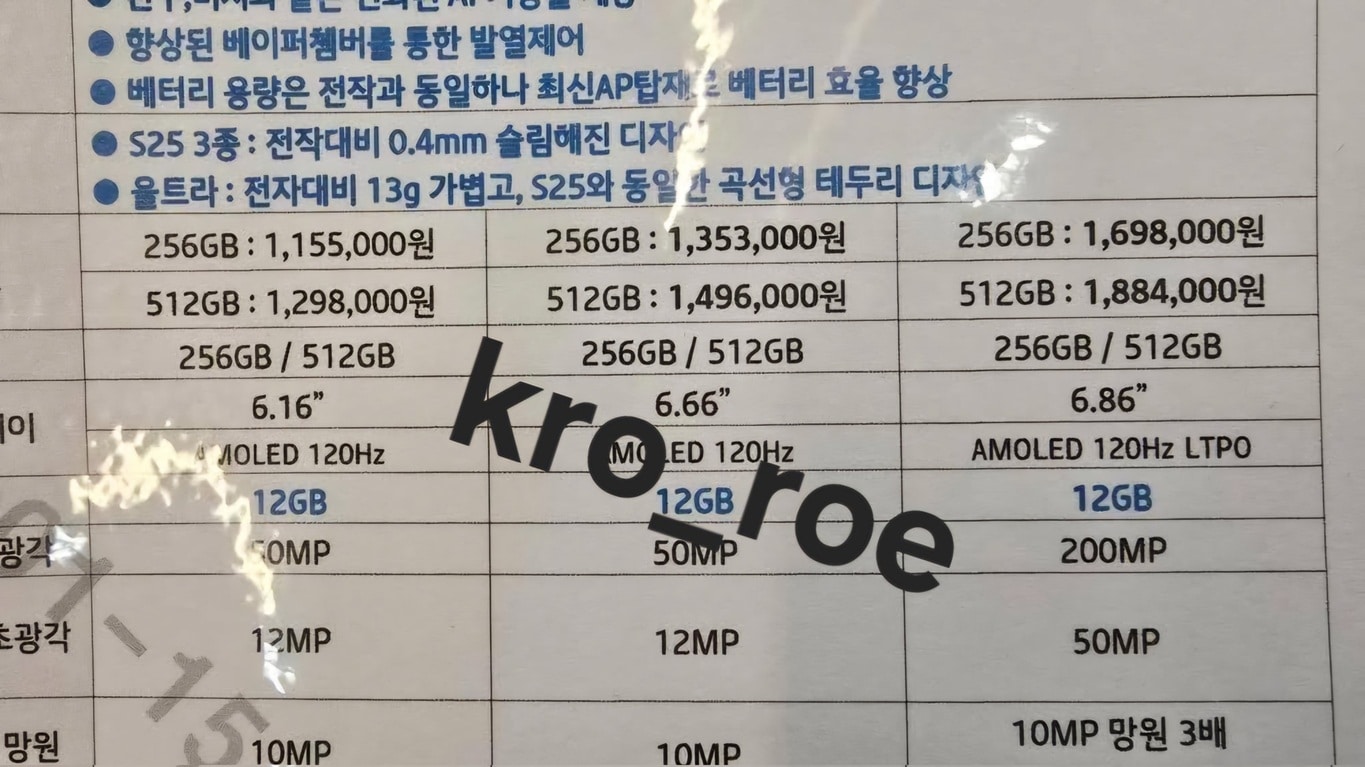 ● 향상된 베이퍼챔버를 통한 발열제어
● 베터리 용량은 전작과 동일하나 최신AP탑재로 베터리 효율 향상
● S25 3종 : 전작대비 0.4mm 슬림해진 디자인
● 울트라 : 전자대비 13g 가볍고, S25와 동일한 곡선형 테두리 디자인
256GB : 1,155,000원 256GB : 1,353,000원 256GB : 1,698,000원
512GB : 1,298,000원 512GB : 1,496,000원 512GB : 1,884,000원
256GB / 512GB 256GB / 512GB 256GB / 512GB
6.16” 6.66” 6.86”
AMOLED 120Hz AMOLED 120Hz AMOLED 120Hz LTPO
12GB 12GB 12GB
광각 50MP 50MP 200MP
초광각 12MP 12MP 50MP
망원 10MP 10MP 10MP 망원 3배
kro_roe